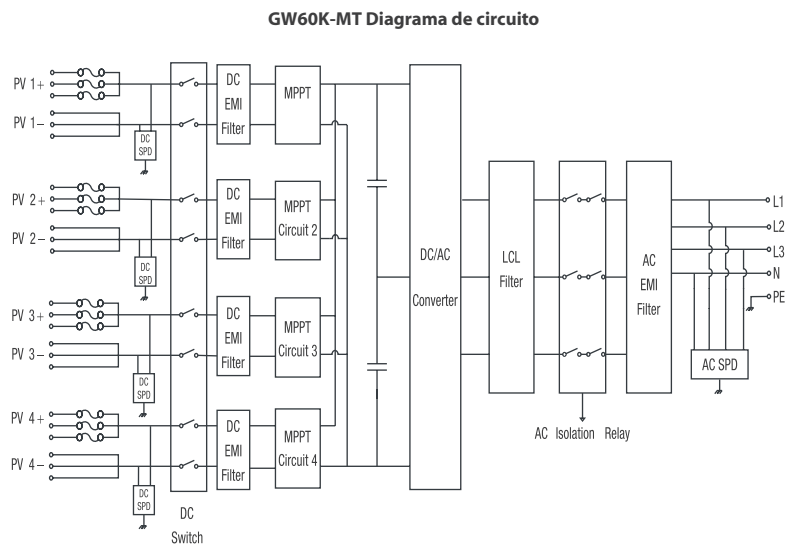 GW60K-MT Diagrama de circuito
PV 1+
PV 1–
DC
SPD
DC
EMI
Filter
MPPT
PV 2+
PV 2–
DC
SPD
DC
EMI
Filter
MPPT
Circuit 2
PV 3+
PV 3–
DC
SPD
DC
EMI
Filter
MPPT
Circuit 3
PV 4+
PV 4–
DC
SPD
DC
EMI
Filter
MPPT
Circuit 4
DC
Switch
DC/AC
Converter
LCL
Filter
AC Isolation Relay
AC
EMI
Filter
L1
L2
L3
N
PE
AC SPD